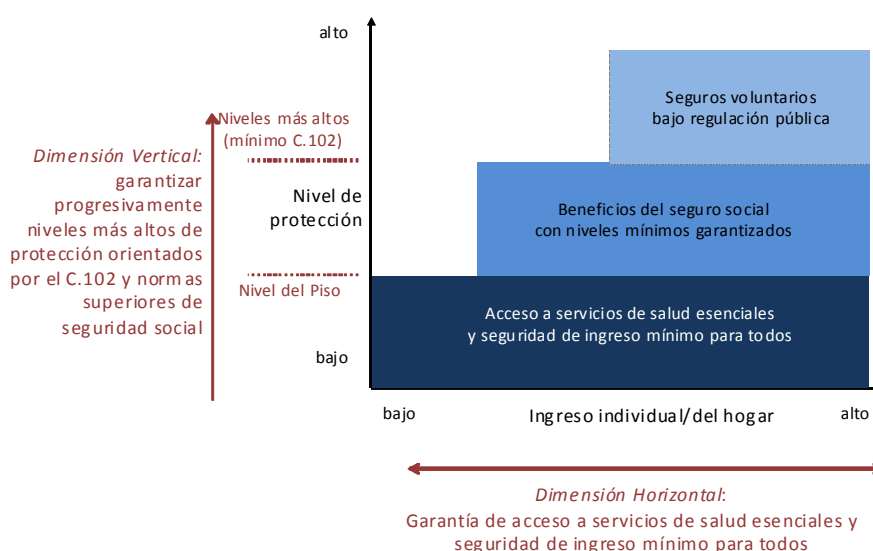 alto
Niveles más altos
(mínimo C.102)
Dimensión Vertical:
garantizar
progresivamente
niveles más altos de
protección orientados
por el C.102 y normas
superiores de
seguridad social
Nivel de
protección
Nivel del Piso
bajo
Seguros voluntarios
bajo regulación pública
Beneficios del seguro social
con niveles mínimos garantizados
Acceso a servicios de salud esenciales
y seguridad de ingreso mínimo para todos
bajo
Ingreso individual/del hogar
alto
Dimensión Horizontal:
Garantía de acceso a servicios de salud esenciales y
seguridad de ingreso mínimo para todos